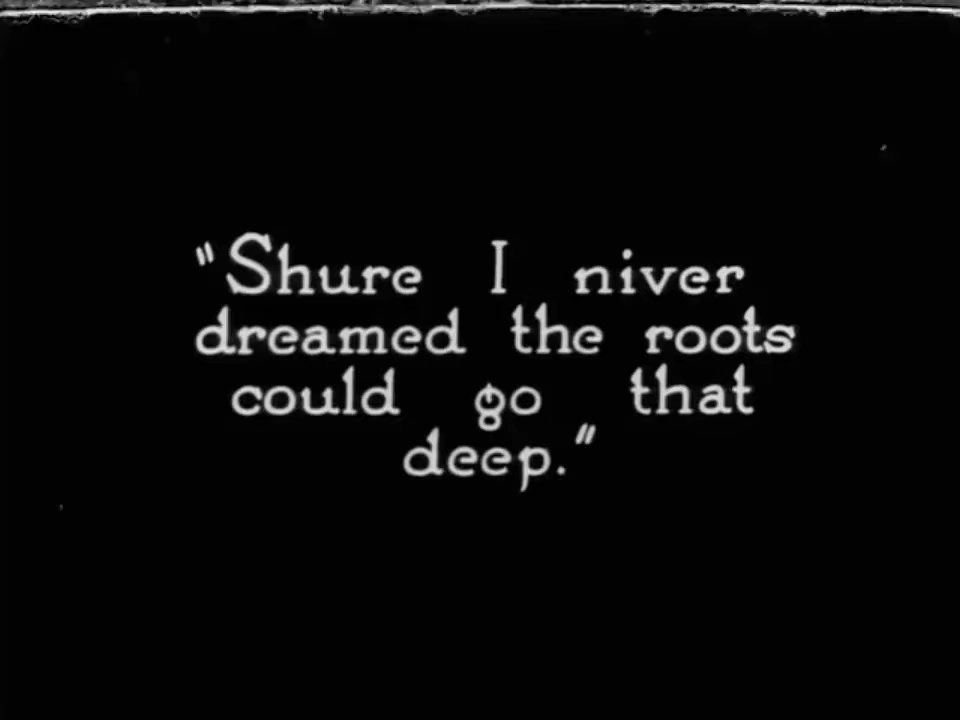 "Shure I niver
dreamed the roots
could go that
deep."